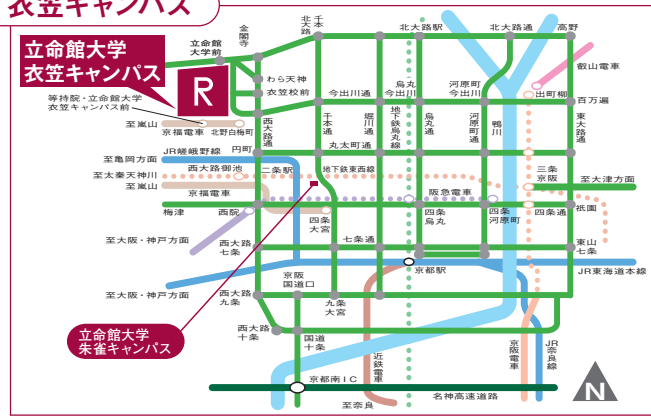 衣笠キャンパス
立命館大学
衣笠キャンパス
R
立命館
大学前
金閣寺
千本
北大路
北大路駅
北大路通
高野
叡山電車
わら天神
衣笠校前
等持院・立命館大学
衣笠キャンパス前
今出川通
烏丸
今出川
河原町
今出川
出町柳
百万遍
至嵐山
京福電車
北野白梅町
西大路通
千本通
堀川通
地下鉄烏丸線
烏丸通
河原町通
鴨川
東大路通
JR嵯峨野線
円町
丸太町通
至亀岡方面
至太秦天神川
西大路御池
二条駅
地下鉄東西線
三条
京阪
至大津方面
至嵐山
京福電車
阪急電車
梅津
西院
四条
大宮
四条
烏丸
四条
河原町
四条通
祇園
至大阪・神戸方面
西大路
七条
七条通
東山
七条
京都駅
JR東海道本線
京阪
国道口
至大阪・神戸方面
西大路
九条
九条
大宮
立命館大学
朱雀キャンパス
西大路
十条
国道
十条
近鉄電車
京阪電車
JR奈良線
京都南IC
名神高速道路
至奈良
N